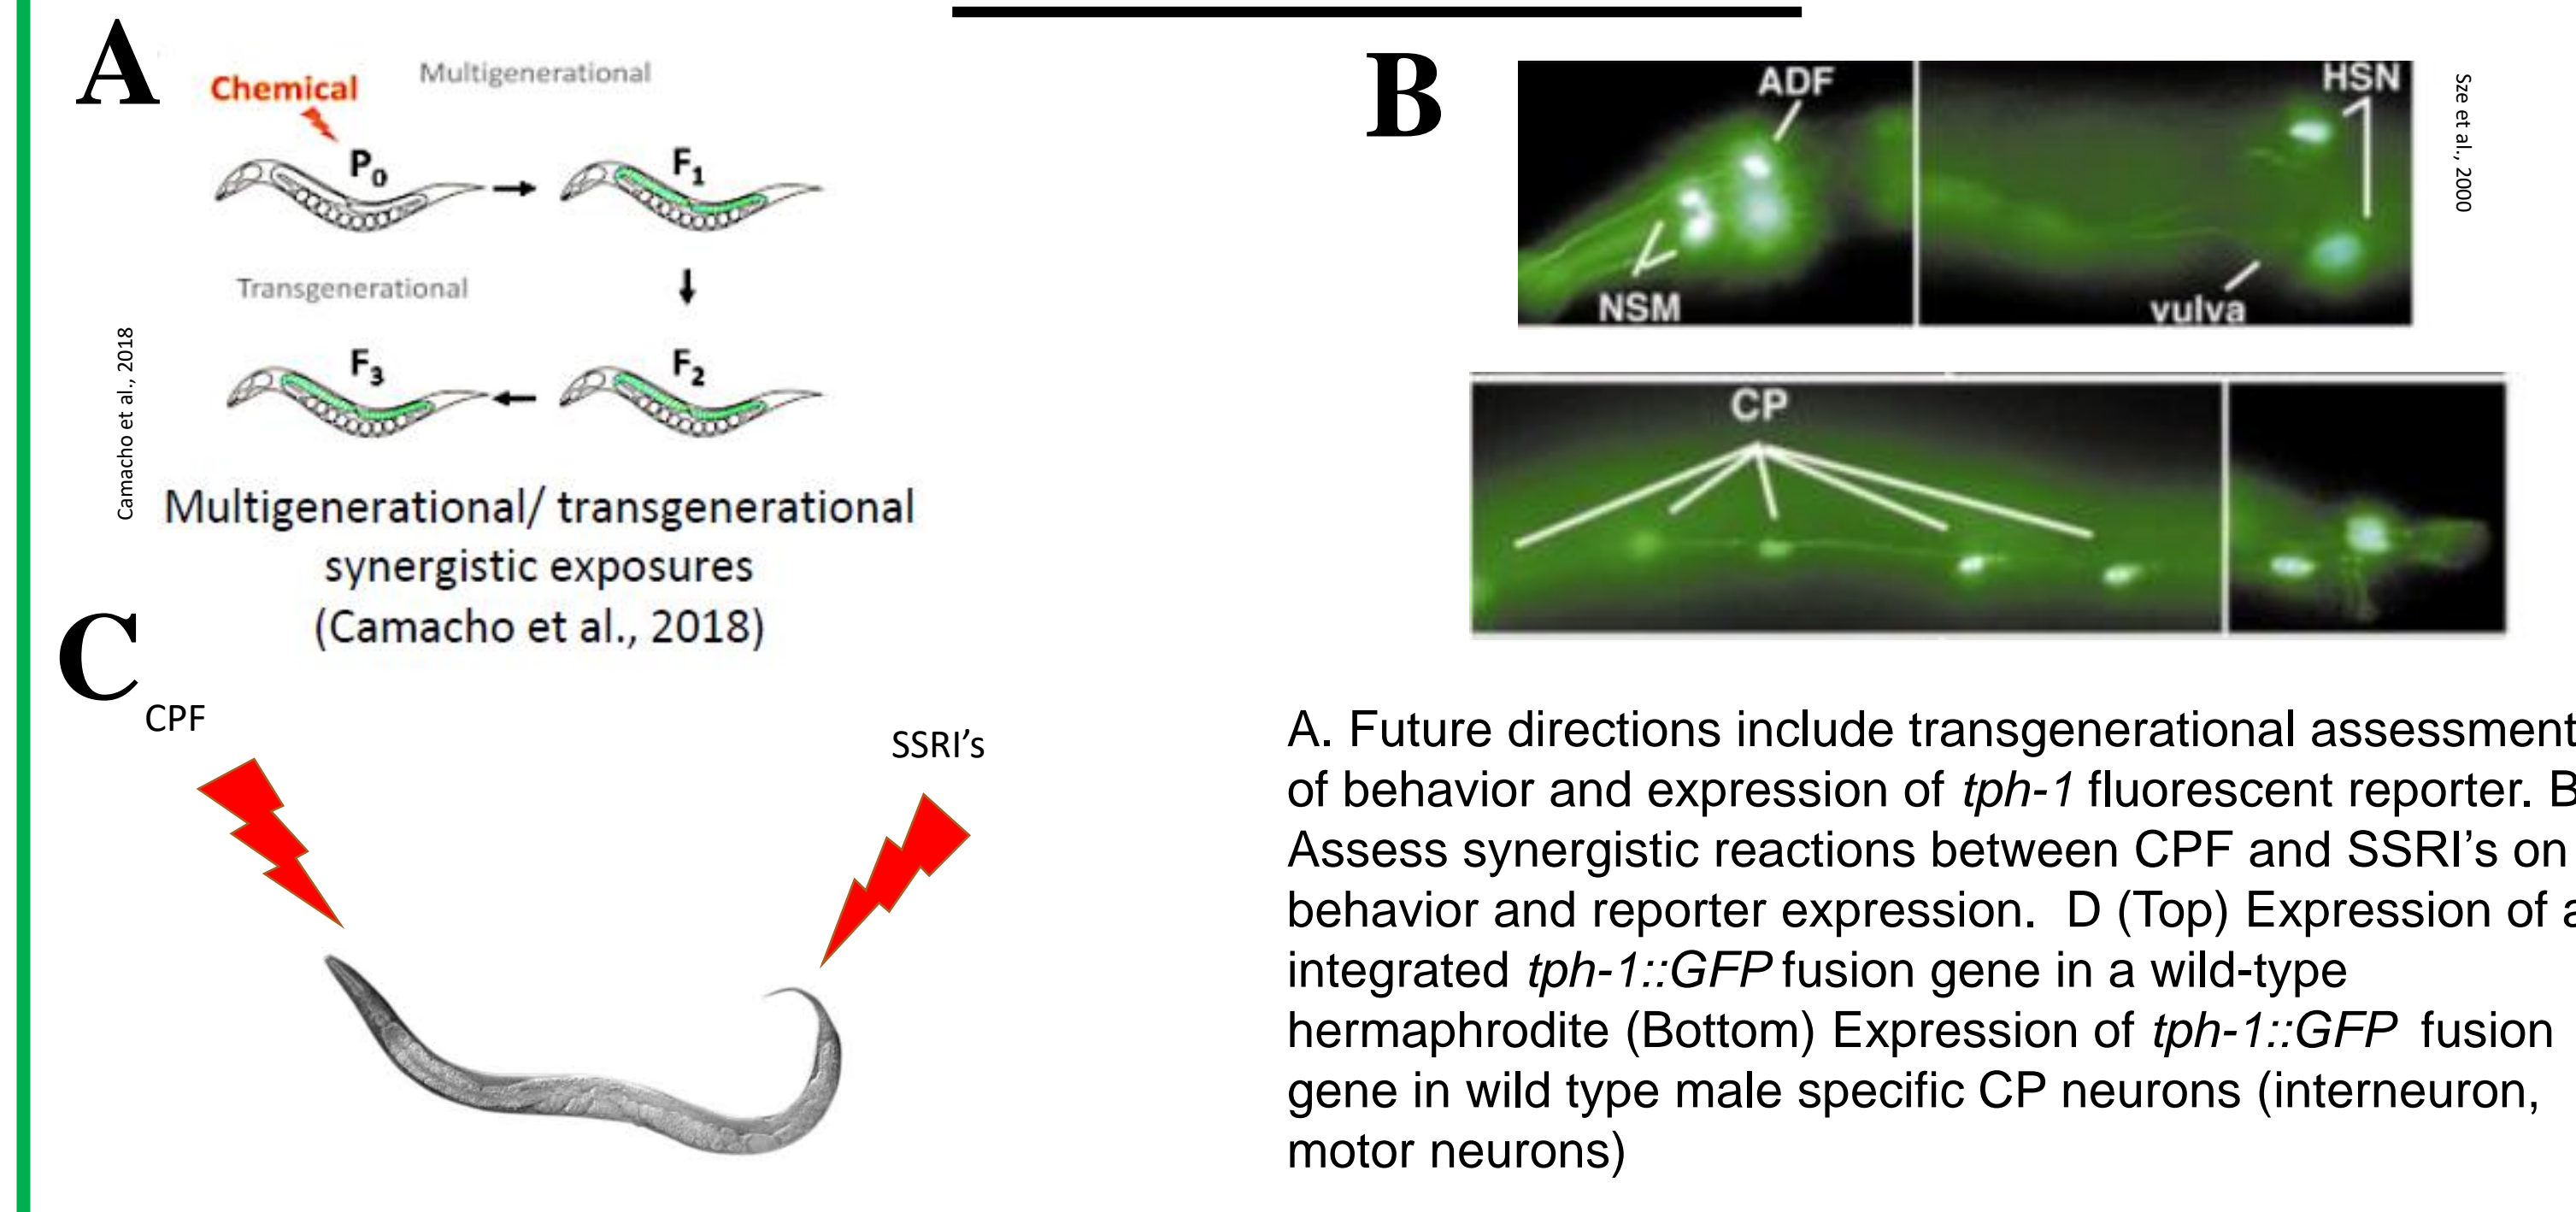 A
Chemical
Multigenerational
P0
F1
Transgenerational
F3
F2
Camacho et al., 2018
Multigenerational/ transgenerational
synergistic exposures
(Camacho et al., 2018)
B
ADF
HSN
NSM
vulva
Sze et al., 2000
CP
C
CPF
SSRI's
A. Future directions include transgenerational assessment
of behavior and expression of tph-1 fluorescent reporter. B
Assess synergistic reactions between CPF and SSRI's on
behavior and reporter expression.  D (Top) Expression of a
integrated tph-1::GFP fusion gene in a wild-type
hermaphrodite (Bottom) Expression of tph-1::GFP fusion
gene in wild type male specific CP neurons (interneuron,
motor neurons)